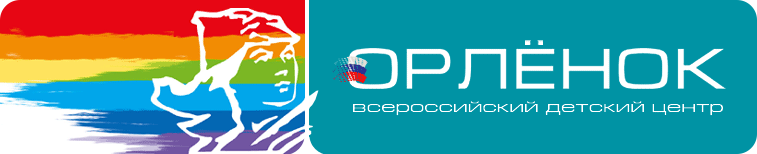 ОРЛЁНОК
всероссийский детский центр